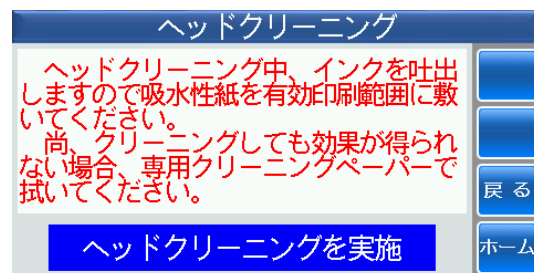 ヘッドクリーニング
ヘッドクリーニング中、インクを吐出
しますので吸水性紙を有効印刷範囲に敷
いてください。
尚、クリーニングしても効果が得られ
ない場合、専用クリーニングペーパーで
拭いてください。
戻る
ヘッドクリーニングを実施
ホーム